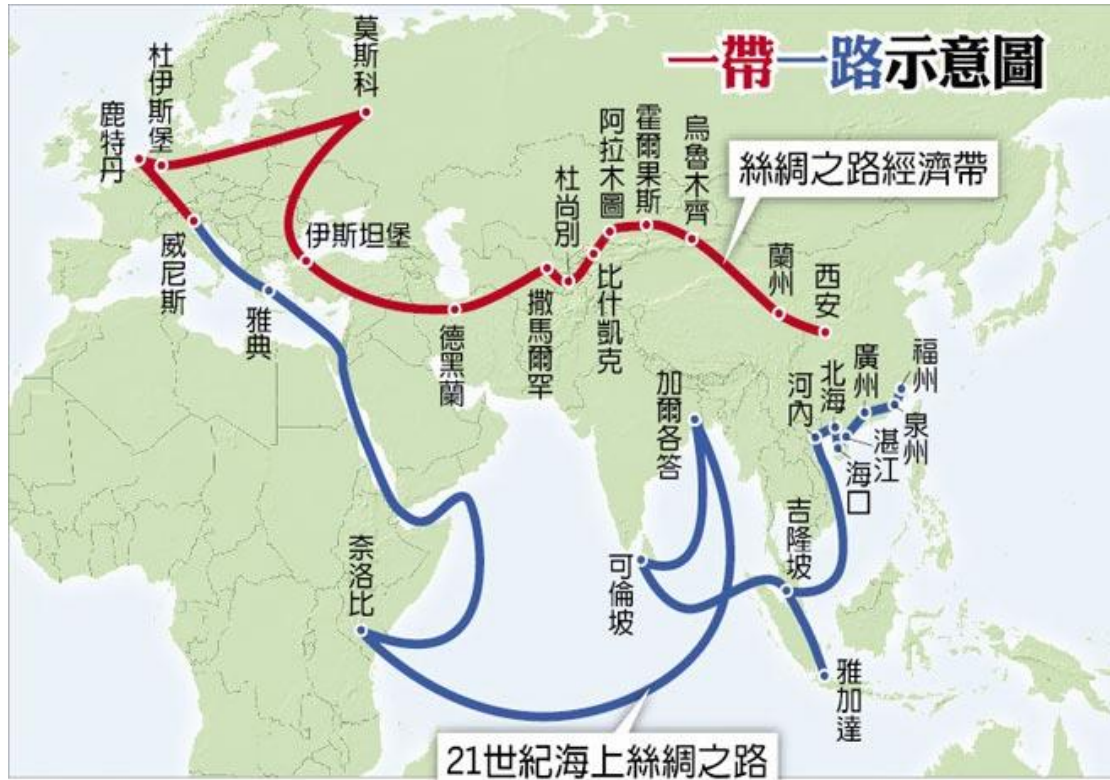 一帶一路示意圖
莫斯科
杜伊斯堡
鹿特丹
威尼斯
雅典
伊斯坦堡
德黑蘭
撒馬爾罕
杜尚別
比什凱克
阿拉木圖
霍爾果斯
烏魯木齊
絲綢之路經濟帶
蘭州
西安
福州
泉州
廣州
湛江
海口
北海
河內
加爾各答
吉隆坡
可倫坡
奈洛比
雅加達
21世紀海上絲綢之路